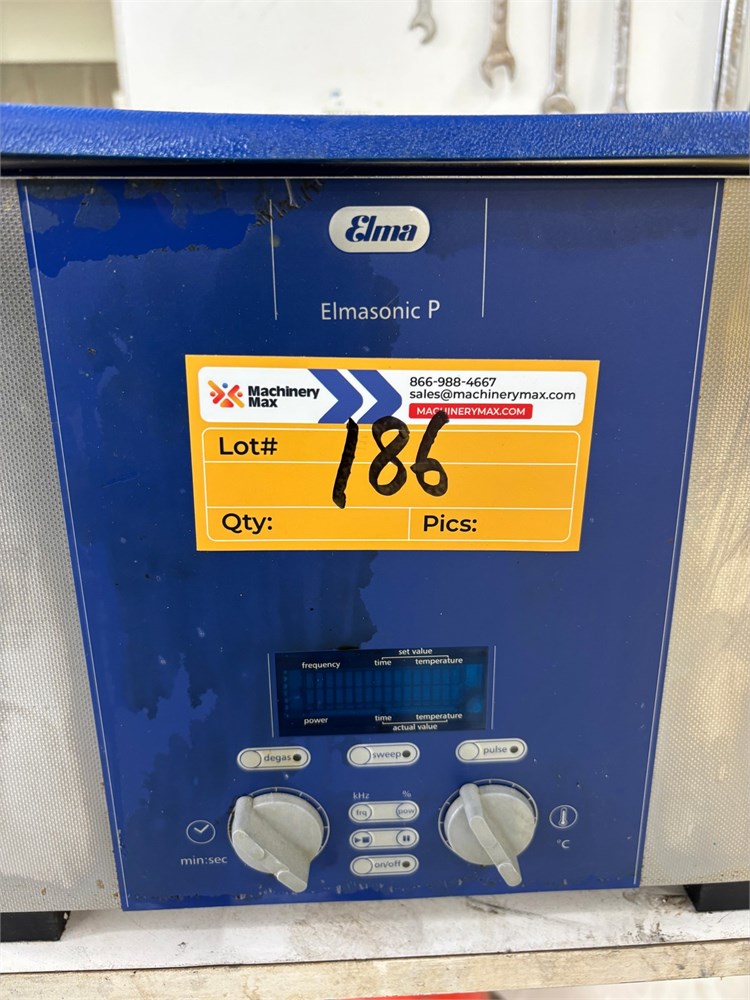 Elma
Elmasonic P
Machinery
Max
866-988-4667
sales@machinerymax.com
MACHINERYMAX.COM
Lot# 186
Qty: Pics:
set value
frequency time temperature
power time temperature
actual value
degas sweep pulse
kHz %
frq pow
min:sec °C
on/off